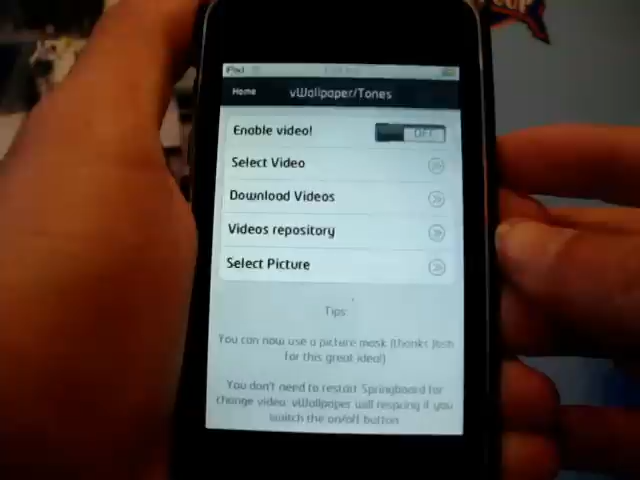 iPod
Home vWallpaper/Tones
Enable video! OFF
Select Video
Download Videos
Videos repository
Select Picture
Tips
You can now use a picture mask (thanks Josh
for this great idea!)
You don't need to restart Springboard for
change video, vWallpaper will respring if you
switch the on/off button
CUP